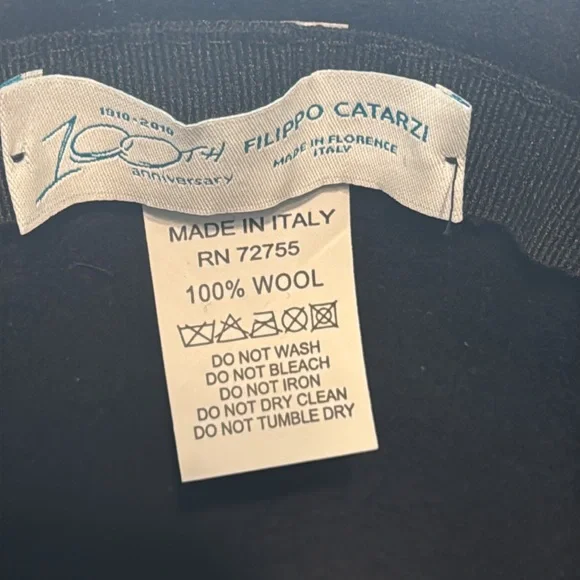 1910-2010
100TH
anniversary
FILIPPO CATARZI
MADE IN FLORENCE
ITALY
MADE IN ITALY
RN 72755
100% WOOL
DO NOT WASH
DO NOT BLEACH
DO NOT IRON
DO NOT DRY CLEAN
DO NOT TUMBLE DRY